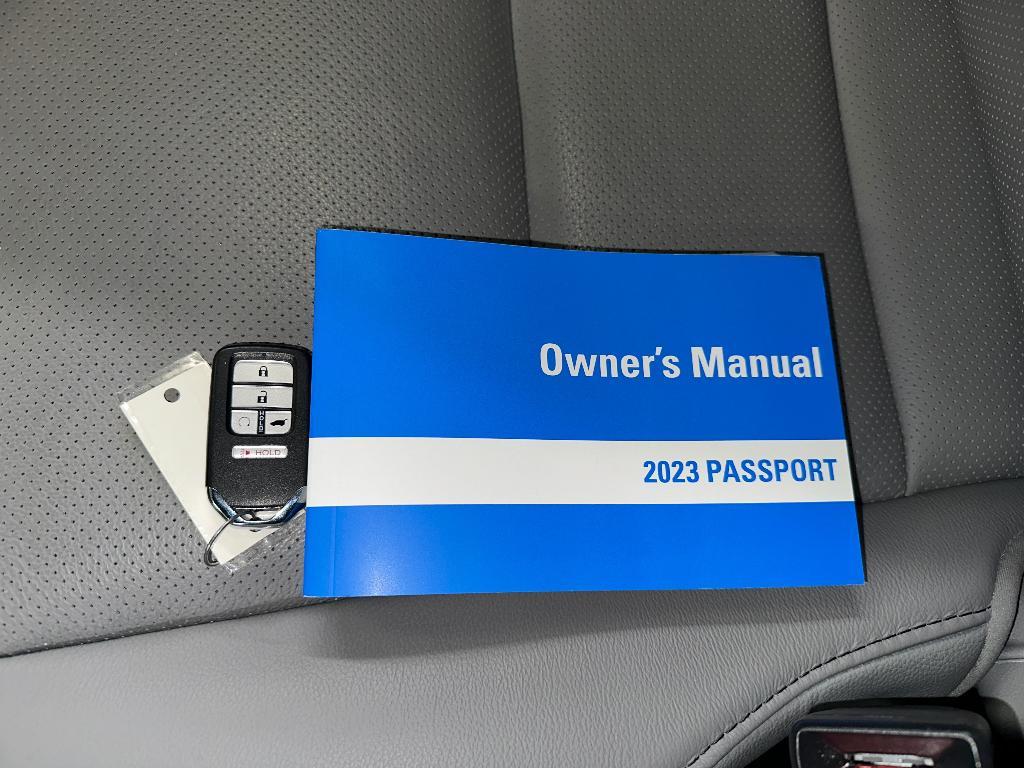 Owner's Manual
2023 PASSPORT
HOLD
HOLD